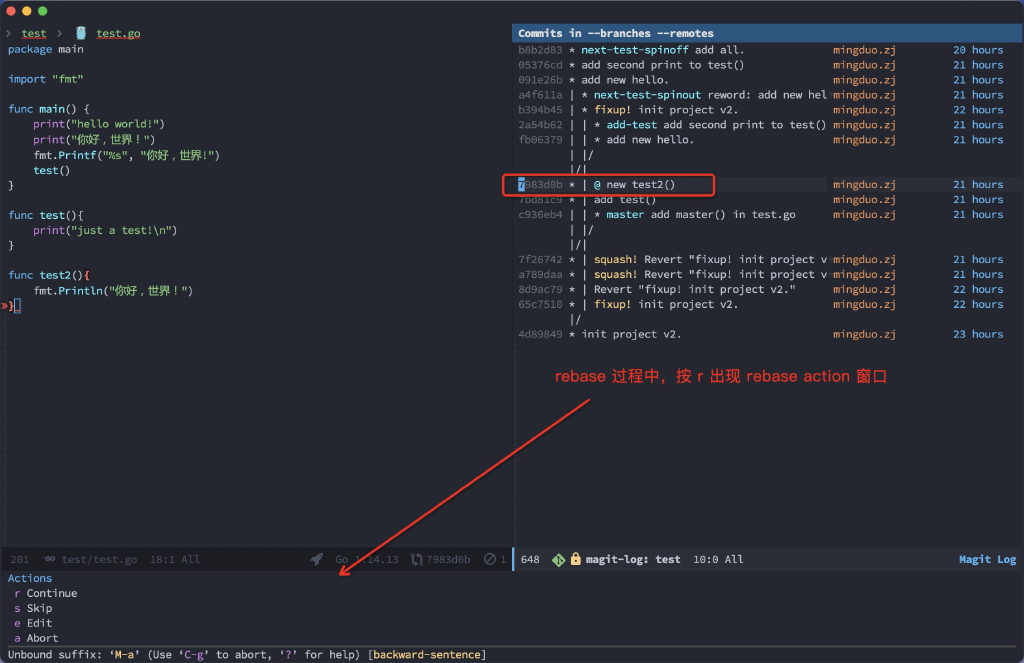 test test.go
package main
import "fmt"
func main() {
print("hello world!")
print("你好，世界！")
fmt.Printf("%s", "你好，世界!")
test()
}
func test(){
print("just a test!\n")
}
func test2(){
fmt.Println("你好，世界！")
}
201 test/test.go 18:1 All Go 1.14.13 7983d0b 1
Commits in --branches --remotes
b8b2d83 * next-test-spinoff add all. mingduo.zj 20 hours
05376cd * add second print to test() mingduo.zj 21 hours
091e26b * add new hello. mingduo.zj 21 hours
a4f611a | * next-test-spinout reword: add new hel mingduo.zj 21 hours
b394b45 | * fixup! init project v2. mingduo.zj 22 hours
2a54b62 | | * add-test add second print to test() mingduo.zj 21 hours
fb06379 | | * add new hello. mingduo.zj 21 hours
| |/
|/|
7983d0b * | @ new test2() mingduo.zj 21 hours
7bd81c9 * | add test() mingduo.zj 21 hours
c936eb4 | | * master add master() in test.go mingduo.zj 21 hours
| |/
|/|
7f26742 * | squash! Revert "fixup! init project v mingduo.zj 21 hours
a789daa * | squash! Revert "fixup! init project v mingduo.zj 21 hours
8d9ac79 * | Revert "fixup! init project v2." mingduo.zj 22 hours
65c7510 * | fixup! init project v2. mingduo.zj 22 hours
|/
4d89849 * init project v2. mingduo.zj 23 hours
rebase 过程中，按 r 出现 rebase action 窗口
648 magit-log: test 10:0 All Magit Log
Actions
r Continue
s Skip
e Edit
a Abort
Unbound suffix: ‘M-a’ (Use ‘C-g’ to abort, ‘?’ for help) [backward-sentence]